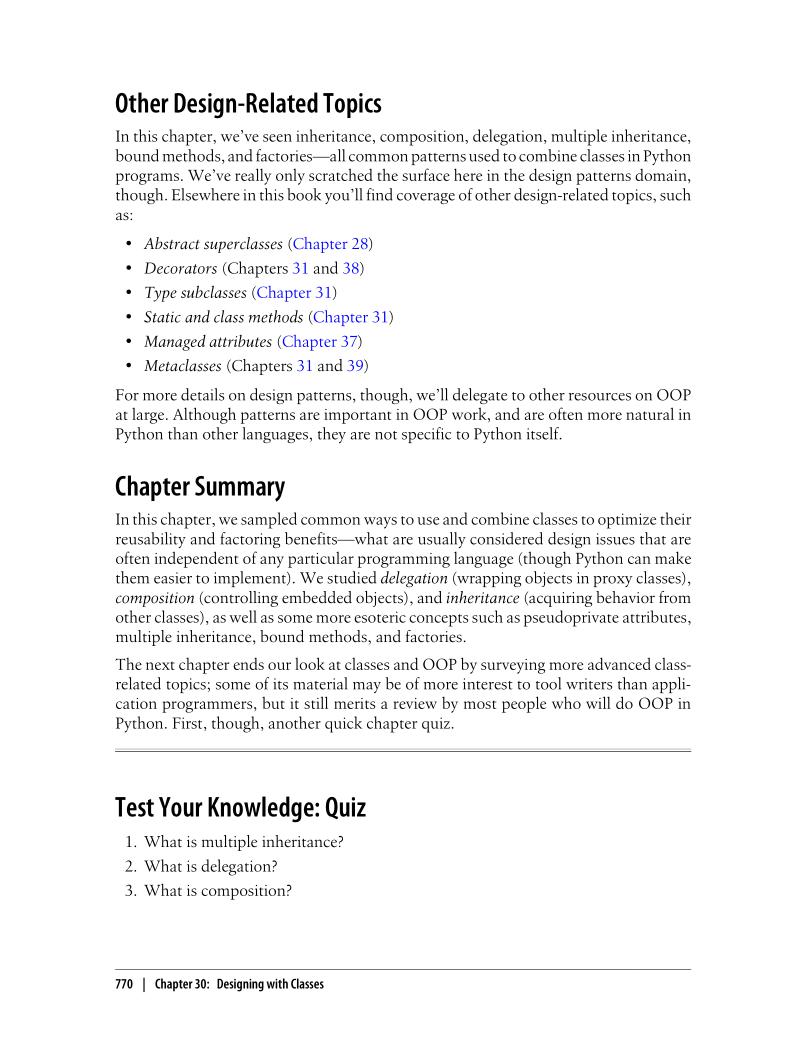 Other Design-Related Topics
In this chapter, we’ve seen inheritance, composition, delegation, multiple inheritance,
bound methods, and factories—all common patterns used to combine classes in Python
programs. We’ve really only scratched the surface here in the design patterns domain,
though. Elsewhere in this book you’ll find coverage of other design-related topics, such
as:
• Abstract superclasses (Chapter 28)
• Decorators (Chapters 31 and 38)
• Type subclasses (Chapter 31)
• Static and class methods (Chapter 31)
• Managed attributes (Chapter 37)
• Metaclasses (Chapters 31 and 39)
For more details on design patterns, though, we’ll delegate to other resources on OOP
at large. Although patterns are important in OOP work, and are often more natural in
Python than other languages, they are not specific to Python itself.
Chapter Summary
In this chapter, we sampled common ways to use and combine classes to optimize their
reusability and factoring benefits—what are usually considered design issues that are
often independent of any particular programming language (though Python can make
them easier to implement). We studied delegation (wrapping objects in proxy classes),
composition (controlling embedded objects), and inheritance (acquiring behavior from
other classes), as well as some more esoteric concepts such as pseudoprivate attributes,
multiple inheritance, bound methods, and factories.
The next chapter ends our look at classes and OOP by surveying more advanced class-
related topics; some of its material may be of more interest to tool writers than appli-
cation programmers, but it still merits a review by most people who will do OOP in
Python. First, though, another quick chapter quiz.
Test Your Knowledge: Quiz
1. What is multiple inheritance?
2. What is delegation?
3. What is composition?
770 | Chapter 30: Designing with Classes